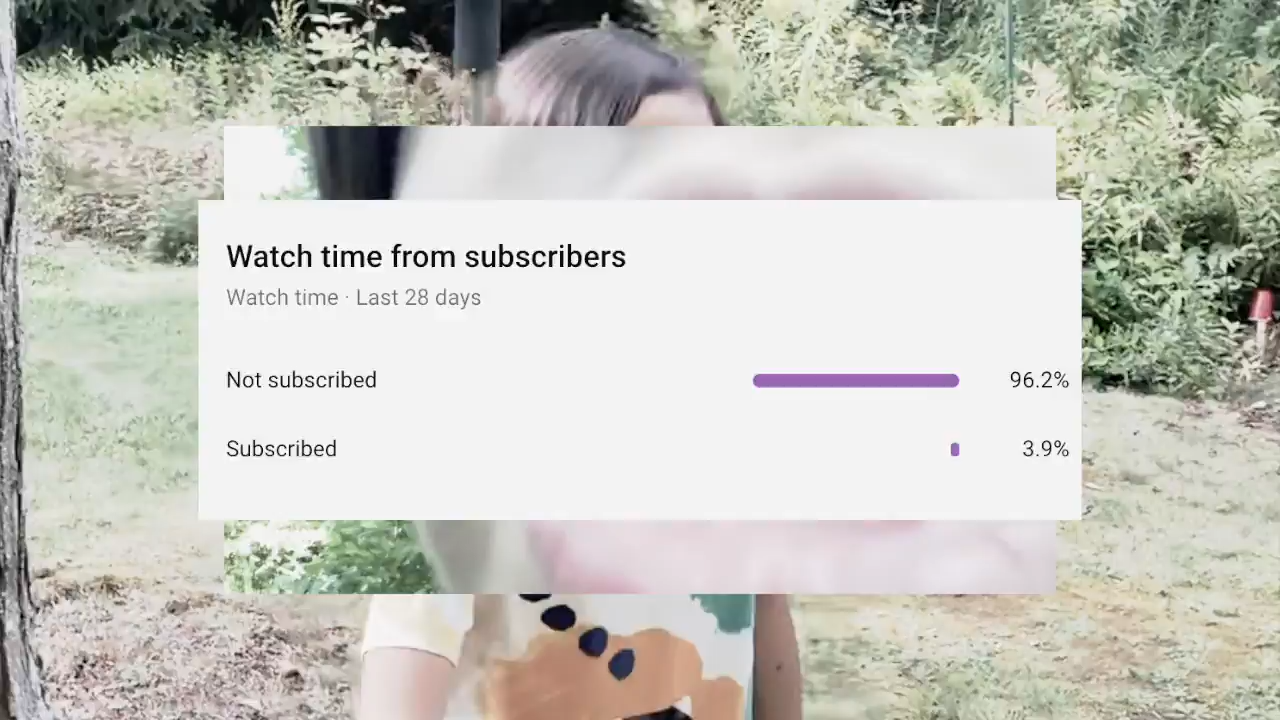 Watch time from subscribers
Watch time · Last 28 days
Not subscribed 96.2%
Subscribed 3.9%